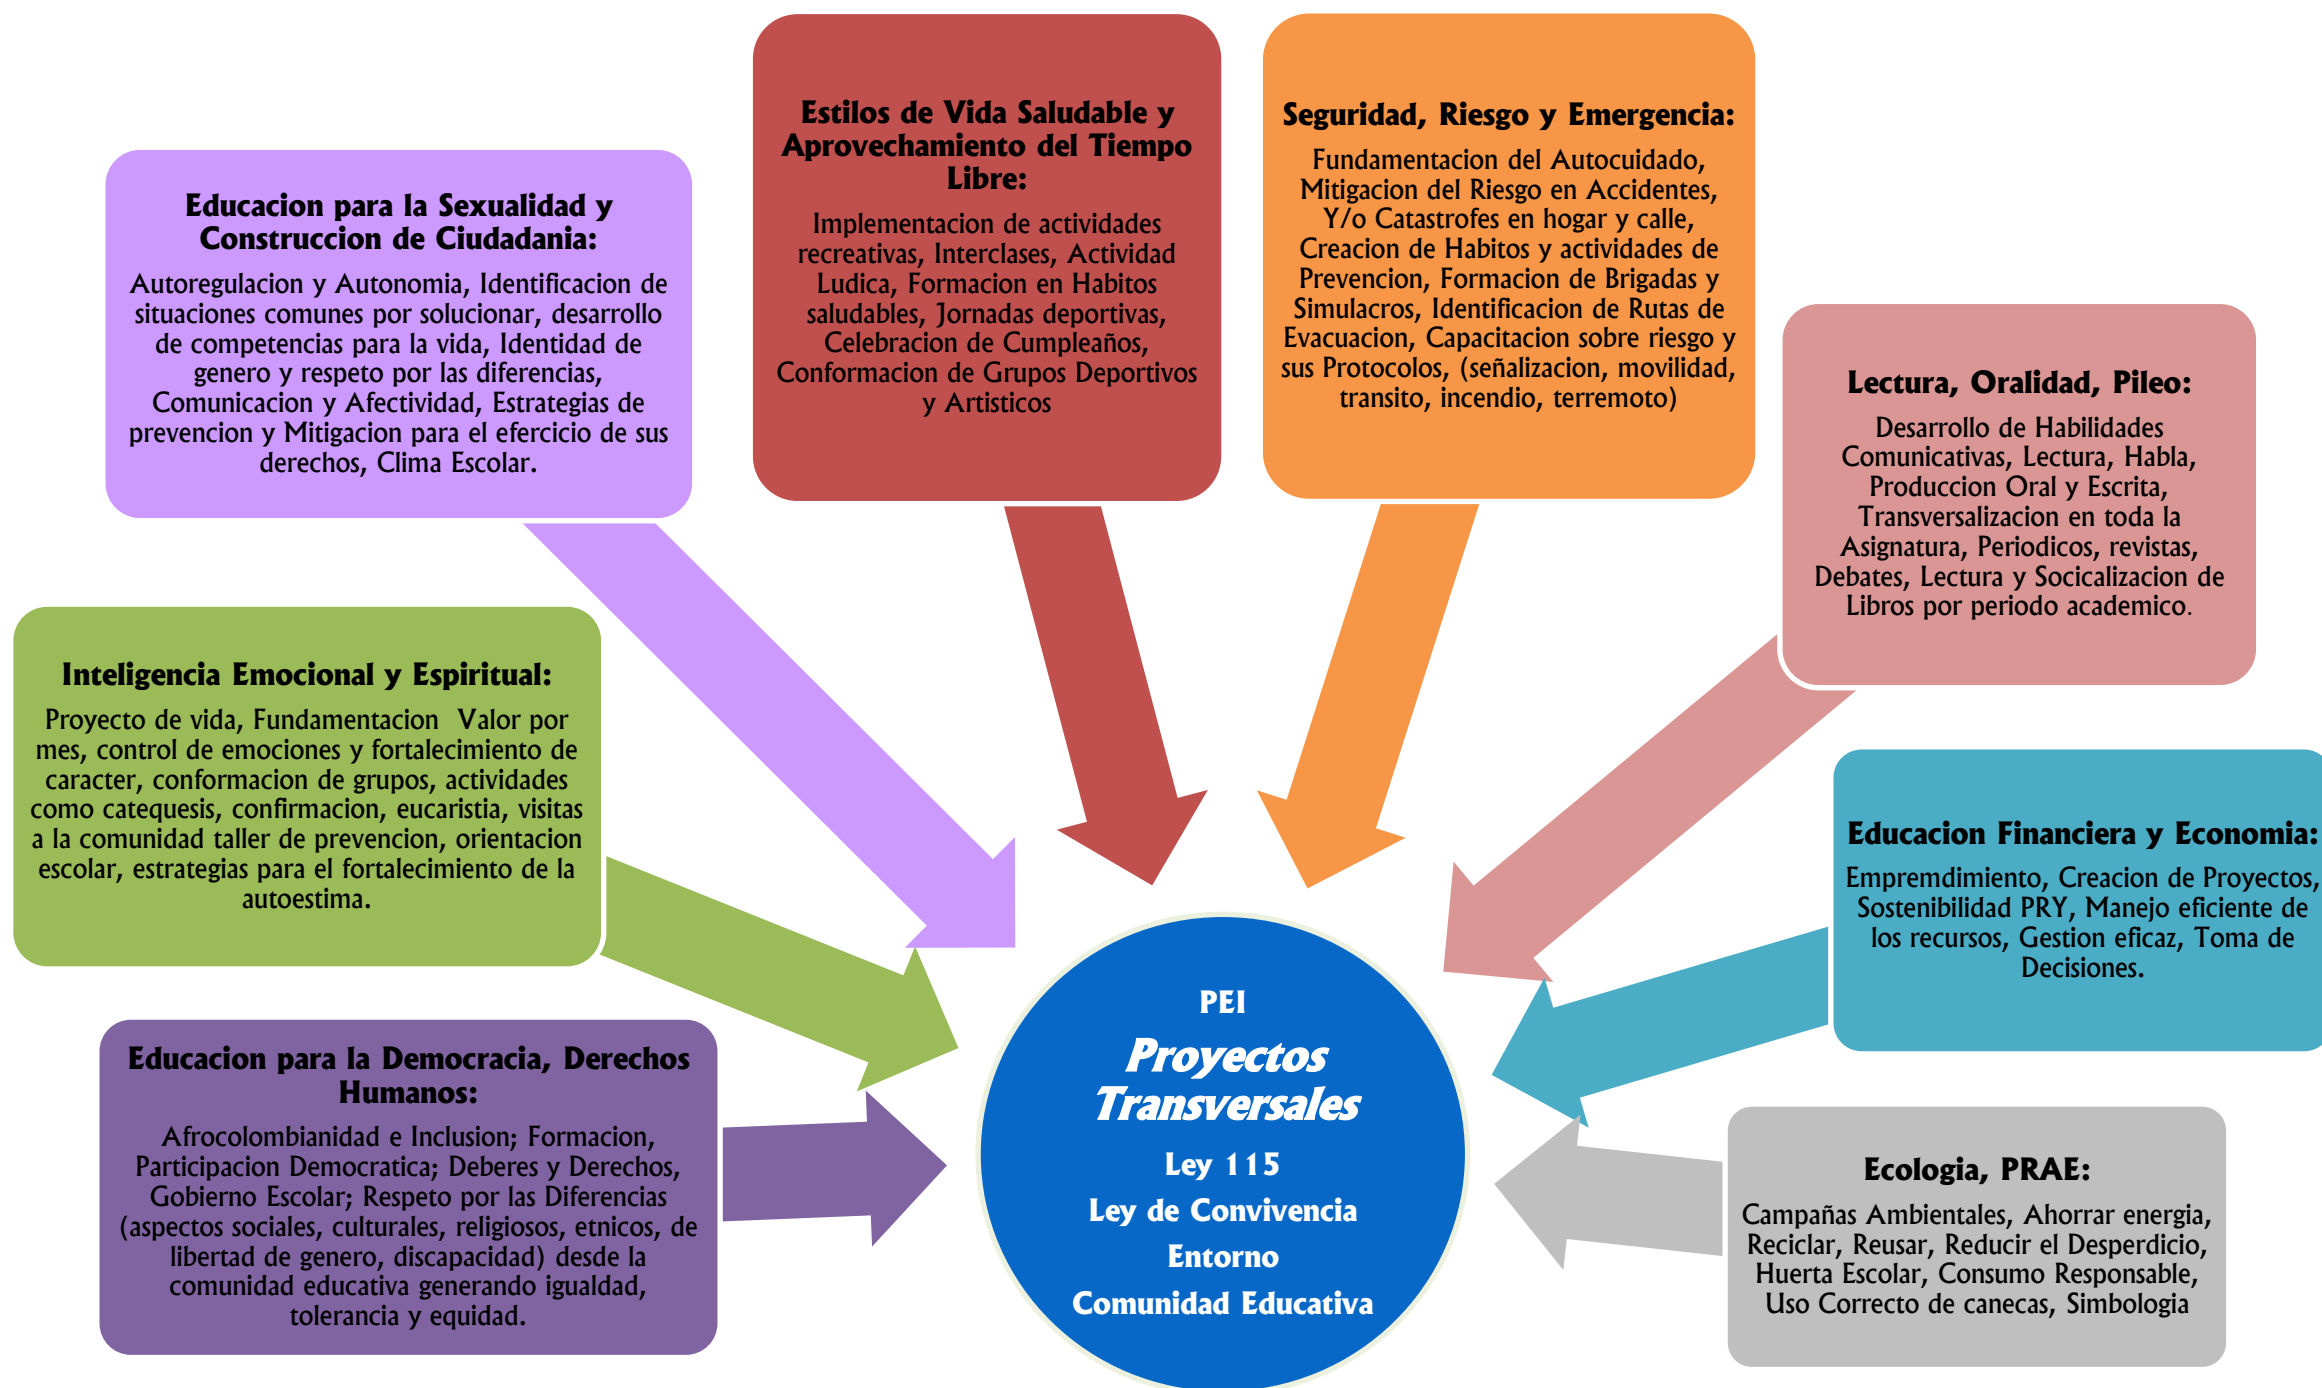 Estilos de Vida Saludable y
Aprovechamiento del Tiempo
Libre:
Implementacion de actividades
recreativas, Interclases, Actividad
Ludica, Formacion en Habitos
saludables, Jornadas deportivas,
Celebracion de Cumpleaños,
Conformacion de Grupos Deportivos
y Artisticos
Seguridad, Riesgo y Emergencia:
Fundamentacion del Autocuidado,
Mitigacion del Riesgo en Accidentes,
Y/o Catastrofes en hogar y calle,
Creacion de Habitos y actividades de
Prevencion, Formacion de Brigadas y
Simulacros, Identificacion de Rutas de
Evacuacion, Capacitacion sobre riesgo y
sus Protocolos, (señalizacion, movilidad,
transito, incendio, terremoto)
Educacion para la Sexualidad y
Construccion de Ciudadania:
Autoregulacion y Autonomia, Identificacion de
situaciones comunes por solucionar, desarrollo
de competencias para la vida, Identidad de
genero y respeto por las diferencias,
Comunicacion y Afectividad, Estrategias de
prevencion y Mitigacion para el efercicio de sus
derechos, Clima Escolar.
Lectura, Oralidad, Pileo:
Desarrollo de Habilidades
Comunicativas, Lectura, Habla,
Produccion Oral y Escrita,
Transversalizacion en toda la
Asignatura, Periodicos, revistas,
Debates, Lectura y Socicalizacion de
Libros por periodo academico.
Inteligencia Emocional y Espiritual:
Proyecto de vida, Fundamentacion  Valor por
mes, control de emociones y fortalecimiento de
caracter, conformacion de grupos, actividades
como catequesis, confirmacion, eucaristia, visitas
a la comunidad taller de prevencion, orientacion
escolar, estrategias para el fortalecimiento de la
autoestima.
Educacion Financiera y Economia:
Empremdimiento, Creacion de Proyectos,
Sostenibilidad PRY, Manejo eficiente de
los recursos, Gestion eficaz, Toma de
Decisiones.
Educacion para la Democracia, Derechos
Humanos:
Afrocolombianidad e Inclusion; Formacion,
Participacion Democratica; Deberes y Derechos,
Gobierno Escolar; Respeto por las Diferencias
(aspectos sociales, culturales, religiosos, etnicos, de
libertad de genero, discapacidad) desde la
comunidad educativa generando igualdad,
tolerancia y equidad.
PEI
Proyectos
Transversales
Ley 115
Ley de Convivencia
Entorno
Comunidad Educativa
Ecologia, PRAE:
Campañas Ambientales, Ahorrar energia,
Reciclar, Reusar, Reducir el Desperdicio,
Huerta Escolar, Consumo Responsable,
Uso Correcto de canecas, Simbologia